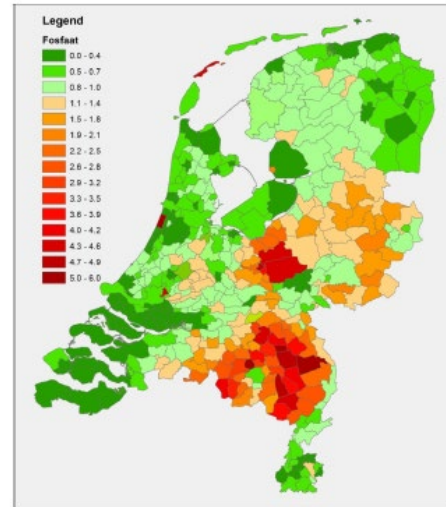 Legend
Fosfaat
0.0 - 0.4
0.5 - 0.7
0.8 - 1.0
1.1 - 1.4
1.5 - 1.8
1.9 - 2.1
2.2 - 2.5
2.6 - 2.8
2.9 - 3.2
3.3 - 3.5
3.6 - 3.9
4.0 - 4.2
4.3 - 4.6
4.7 - 4.9
5.0 - 6.0